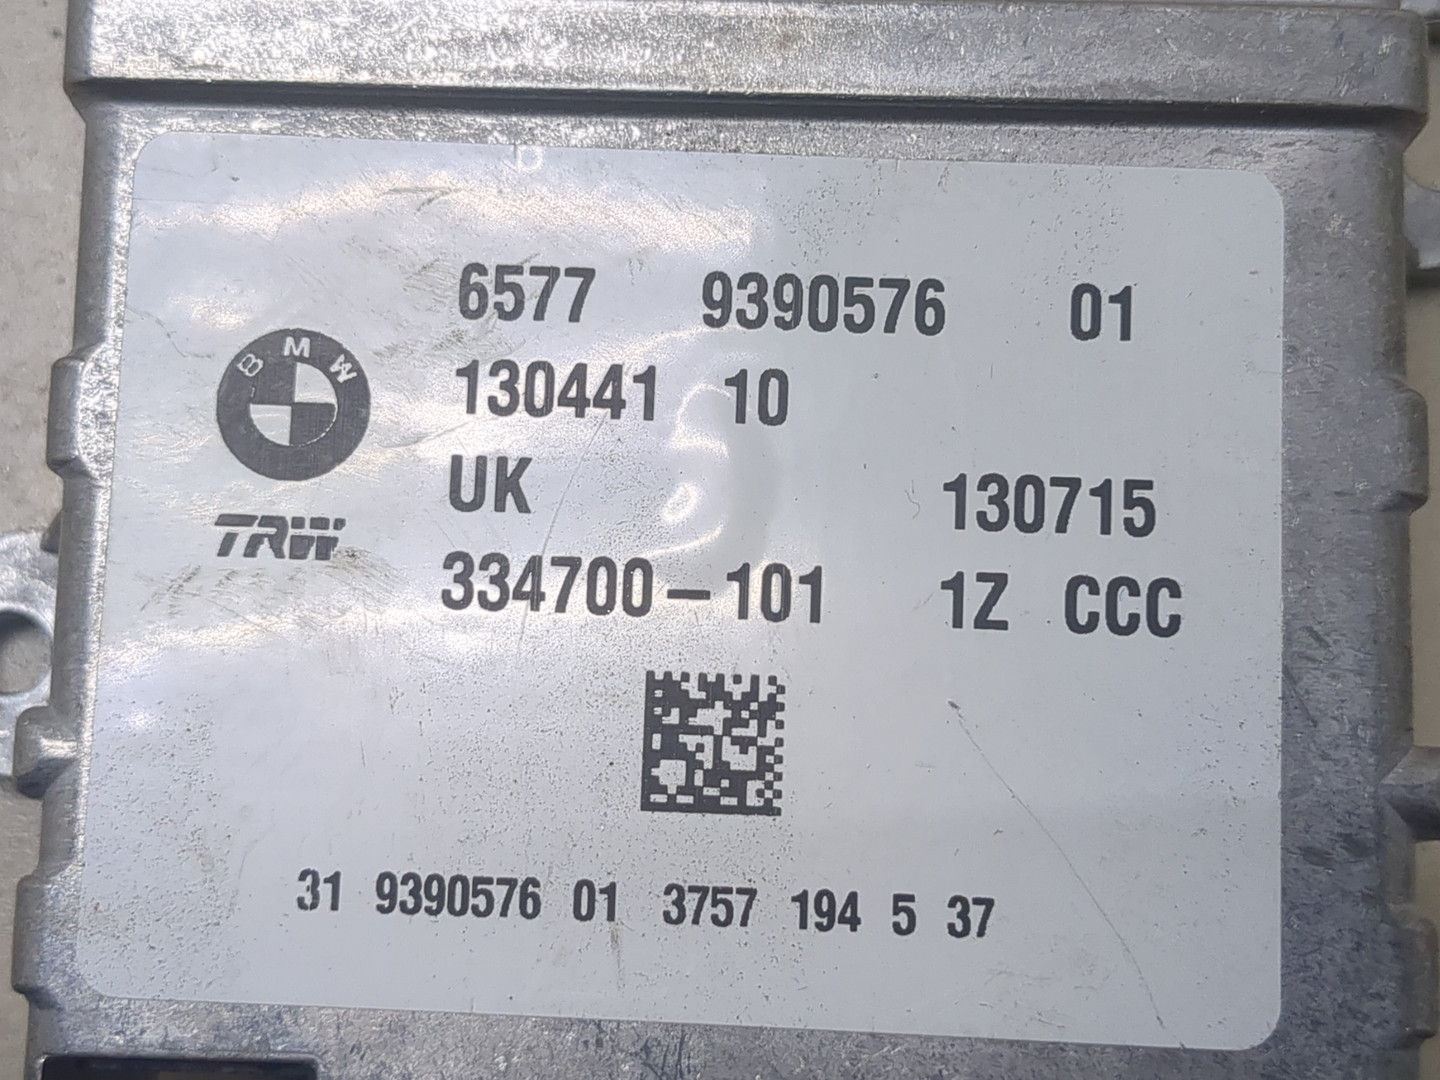 6577 9390576 01
BMW
130441 10
UK 130715
TRW
334700-101 1Z CCC
31 9390576 01 3757 194 5 37